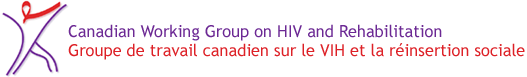 Canadian Working Group on HIV and Rehabilitation
Groupe de travail canadien sur le VIH et la réinsertion sociale